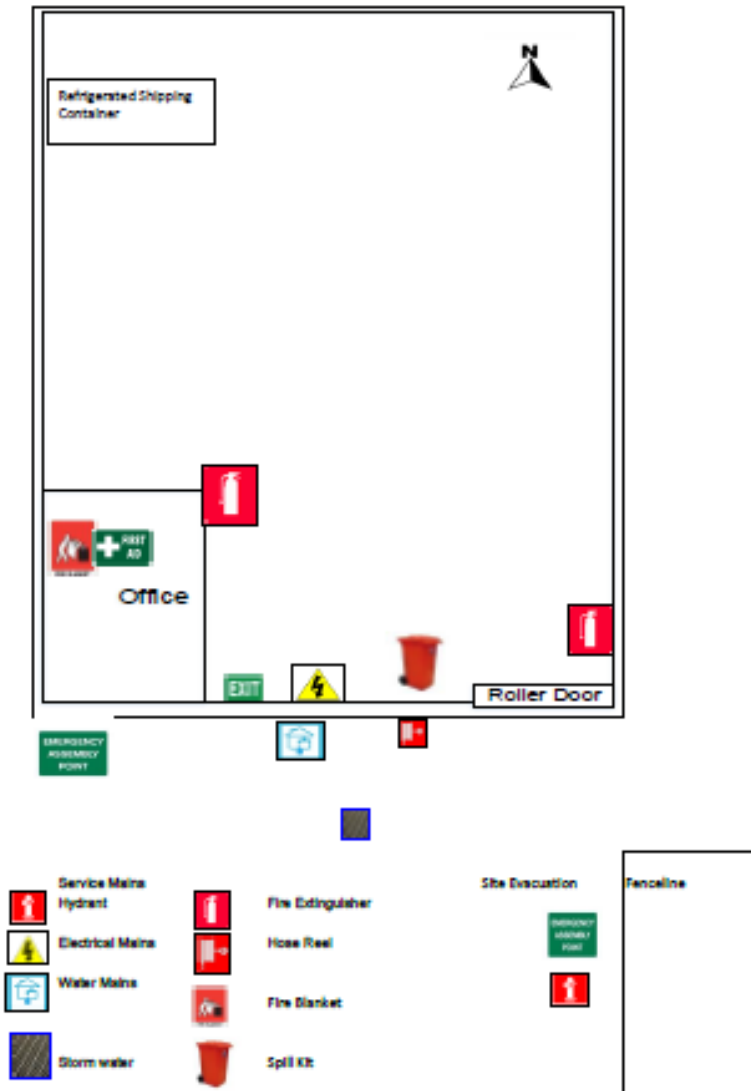 N
Refrigerated Shipping
Container
FIRST
AID
Office
EXIT
Roller Door
EMERGENCY
ASSEMBLY
POINT
Service Mains
Hydrant
Electrical Mains
Water Mains
Storm water
Fire Extinguisher
Hose Reel
Fire Blanket
Spill Kit
Site Evacuation
EMERGENCY
ASSEMBLY
POINT
Fenceline